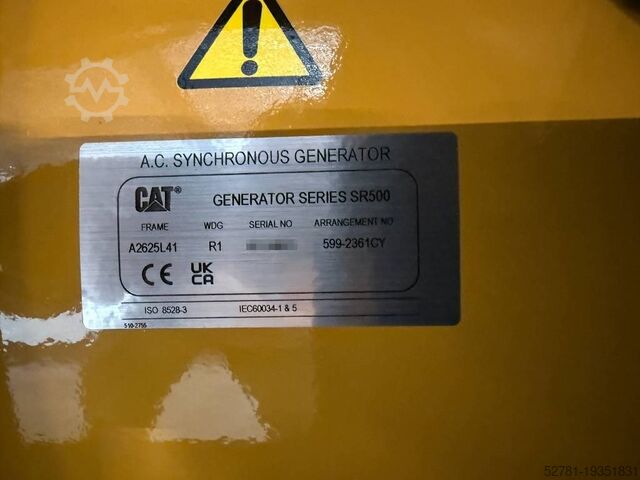 A.C. SYNCHRONOUS GENERATOR
CAT® GENERATOR SERIES SR500
FRAME WDG SERIAL NO ARRANGEMENT NO
A2625L41 R1 599-2361CY
CE UK CA
ISO 8528-3 IEC60034-1 & 5
510-2755
52781-19351831